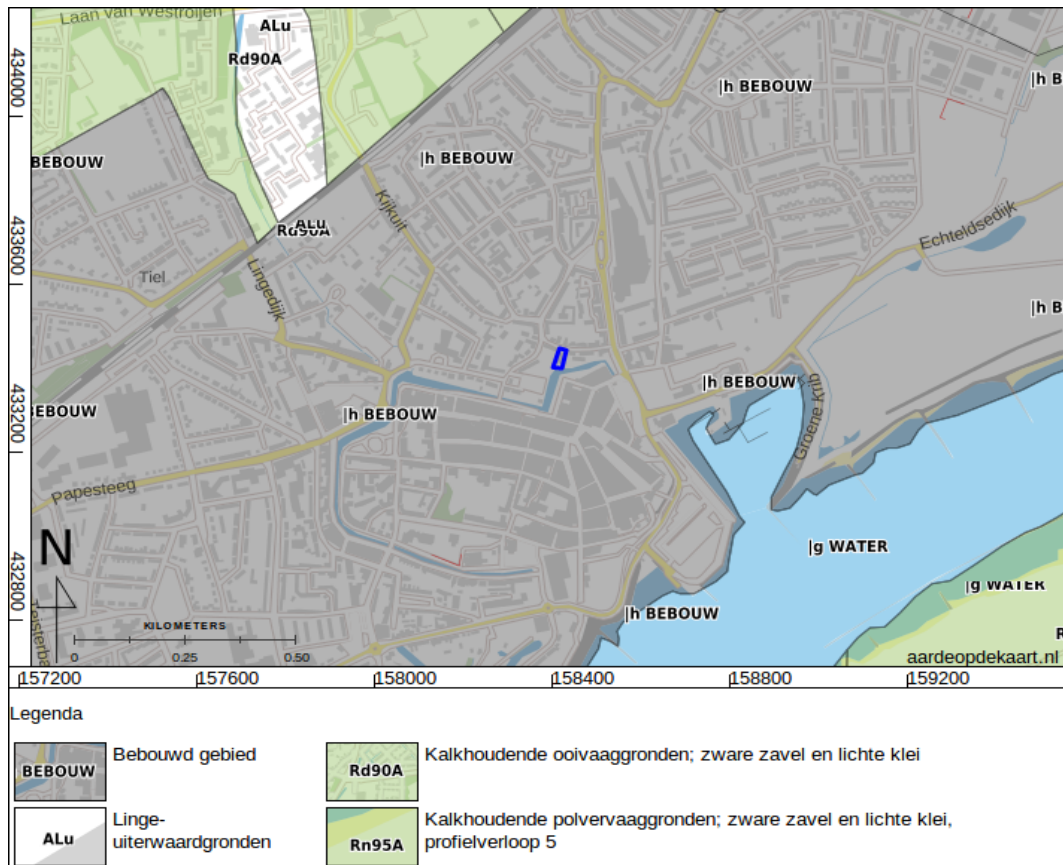 Laan van Westroijen
ALu
Rd90A
434000
|h BEBOUW
|h B
BEBOUW
|h BEBOUW
Kijkuit
ALu
Rd90A
Echteldsedijk
433600
Tiel
Lingedijk
|h B
|h BEBOUW
Groene Krib
433200
BEBOUW
|h BEBOUW
Papesteeg
N
|g WATER
|g WATER
432800
|h BEBOUW
KILOMETERS
0 0.25 0.50
R
aardeopdekaart.nl
157200 157600 158000 158400 158800 159200
Legenda
BEBOUW Bebouwd gebied
Rd90A Kalkhoudende ooivaaggronden; zware zavel en lichte klei
ALu Linge-
uiterwaardgronden
Rn95A Kalkhoudende polvervaaggronden; zware zavel en lichte klei,
profielverloop 5